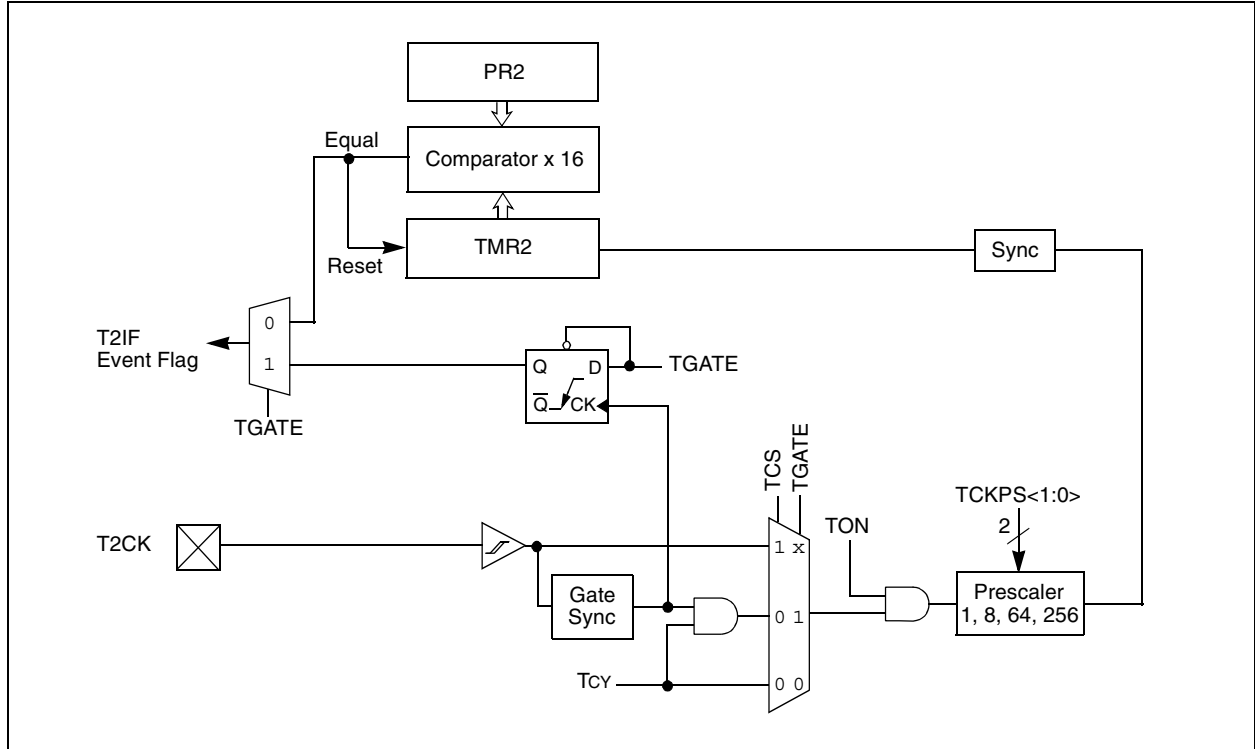 PR2
Equal
Comparator x 16
TMR2
Reset
Sync
T2IF
Event Flag
0
1
TGATE
Q
D
Q̅
CK
TGATE
TCS
TGATE
TCKPS<1:0>
2
TON
T2CK
1 x
Gate
Sync
0 1
Prescaler
1, 8, 64, 256
TCY
0 0